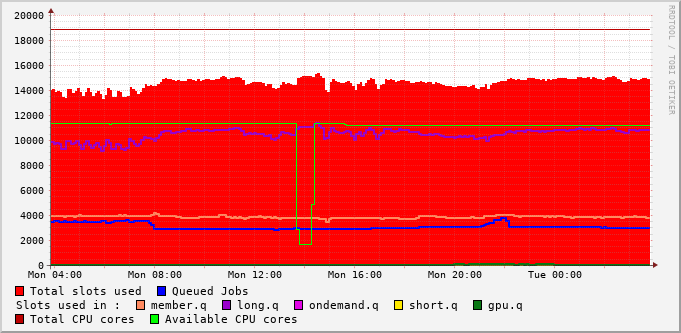 20000
18000
16000
14000
12000
10000
8000
6000
4000
2000
0
Mon 04:00 Mon 08:00 Mon 12:00 Mon 16:00 Mon 20:00 Tue 00:00
Total slots used Queued Jobs
Slots used in : member.q long.q ondemand.q short.q gpu.q
Total CPU cores Available CPU cores
RRDTOOL / TOBI OETIKER